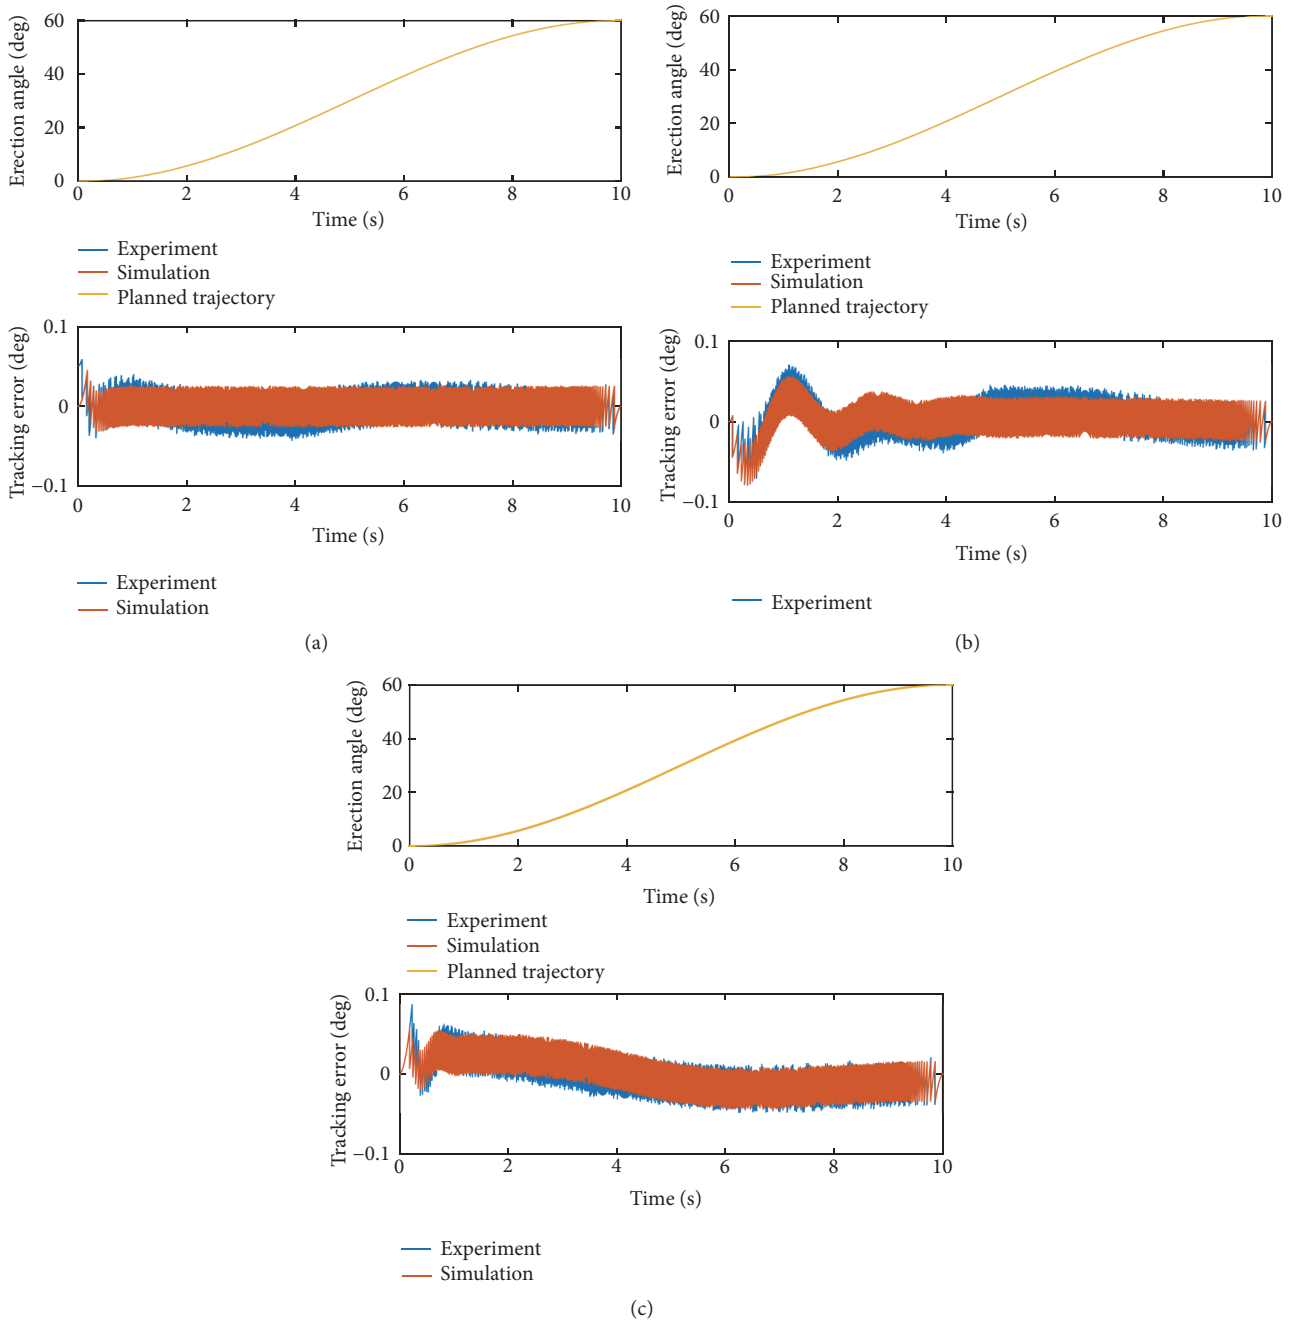 Erection angle (deg)
60
40
20
0
0 2 4 6 8 10
Time (s)
Experiment
Simulation
Planned trajectory
Tracking error (deg)
0.1
0
−0.1
0 2 4 6 8 10
Time (s)
Experiment
Simulation
(a)
Erection angle (deg)
60
40
20
0
0 2 4 6 8 10
Time (s)
Experiment
Simulation
Planned trajectory
Tracking error (deg)
0.1
0
−0.1
0 2 4 6 8 10
Time (s)
Experiment
(b)
Erection angle (deg)
60
40
20
0
0 2 4 6 8 10
Time (s)
Experiment
Simulation
Planned trajectory
Tracking error (deg)
0.1
0
−0.1
0 2 4 6 8 10
Time (s)
Experiment
Simulation
(c)